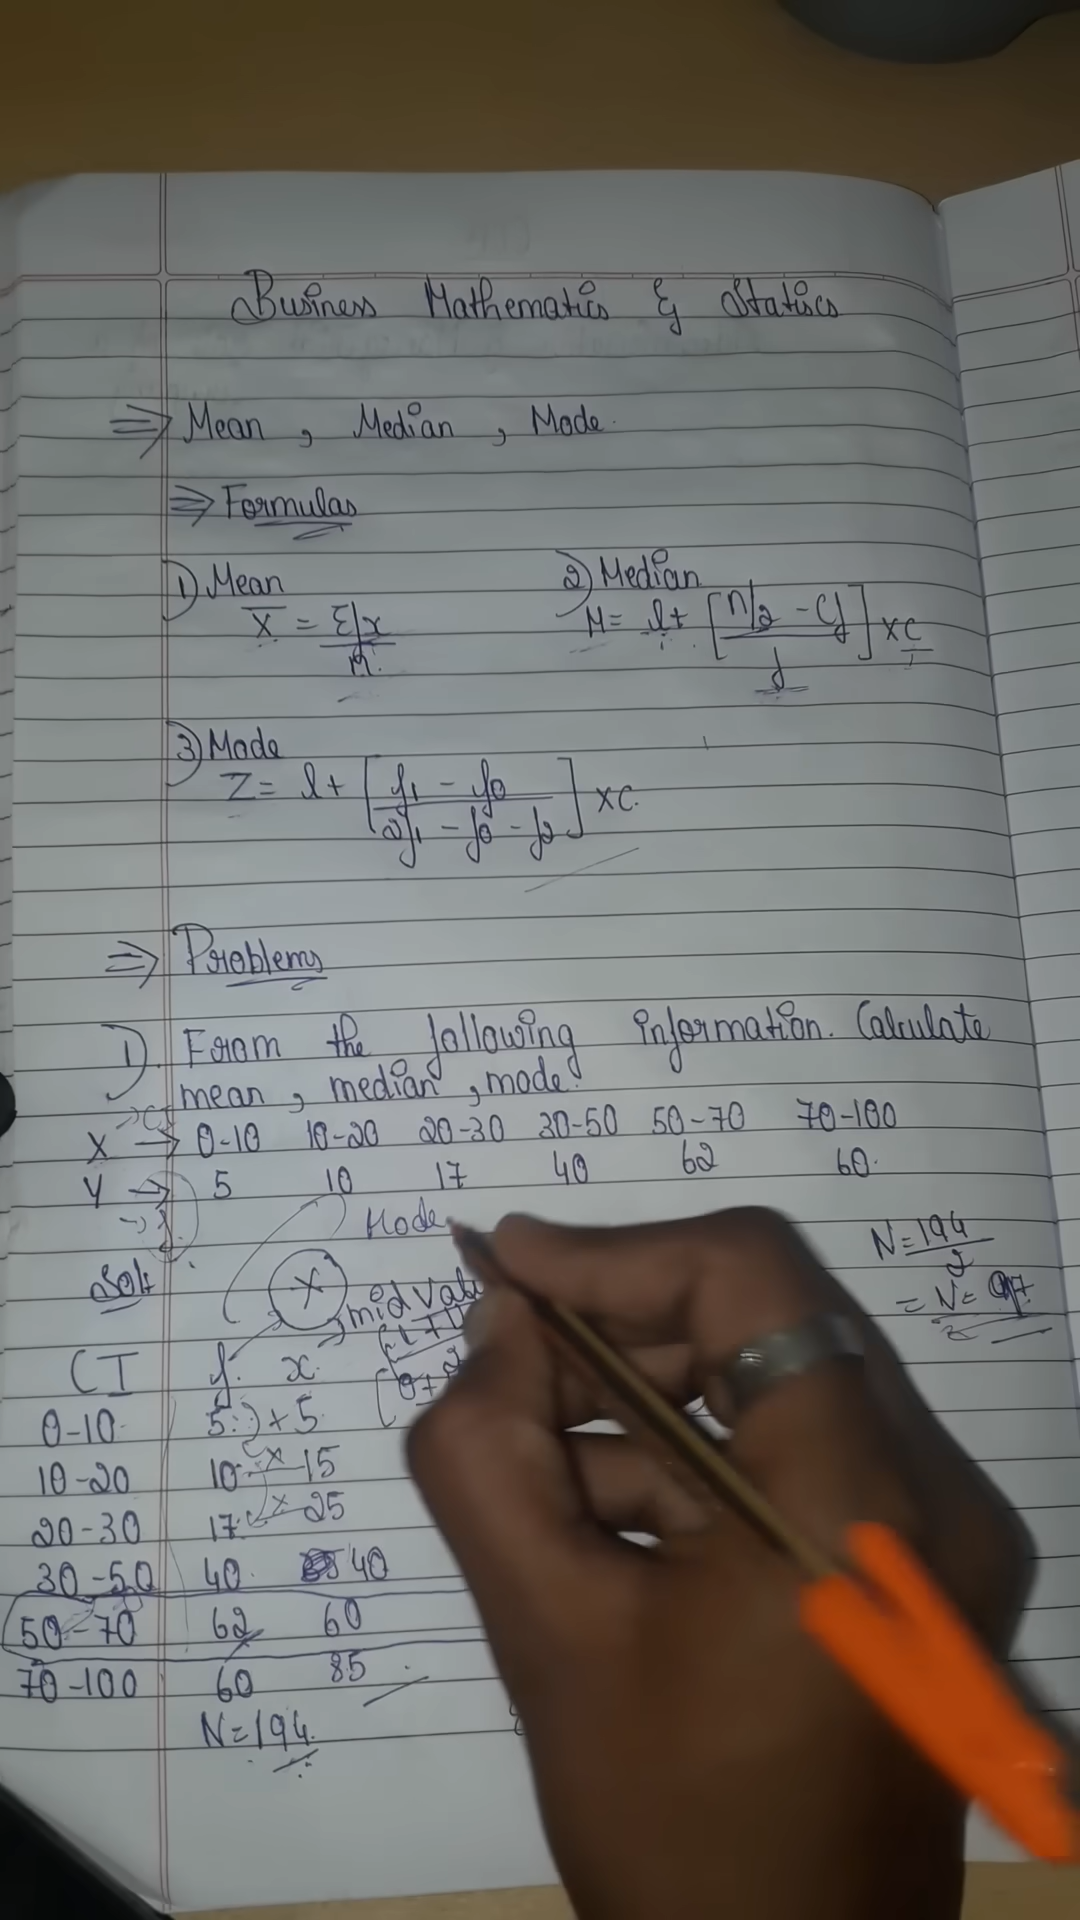 Business Mathematics & Statiscs
⇒ Mean, Median, Mode.
⇒ Formulas
1) Mean
X̄ = Σfx / n
2) Median
M = l + [n/2 - Cf / f] × C
3) Mode
Z = l + [f1 - f0 / 2f1 - f0 - f2] × C.
⇒ Problems
1). From the following information. Calculate
mean, median, mode.
X → 0-10 10-20 20-30 30-50 50-70 70-100
Y → 5 10 17 40 62 60.
→ f
Mode
N = 194 / 2
= N = 97
Sol:
X
mid val
CI f. x.
0-10 5 × 5
10-20 10 × 15
20-30 17 × 25
30-50 40 40
50-70 62 60
70-100 60 85
N = 194.